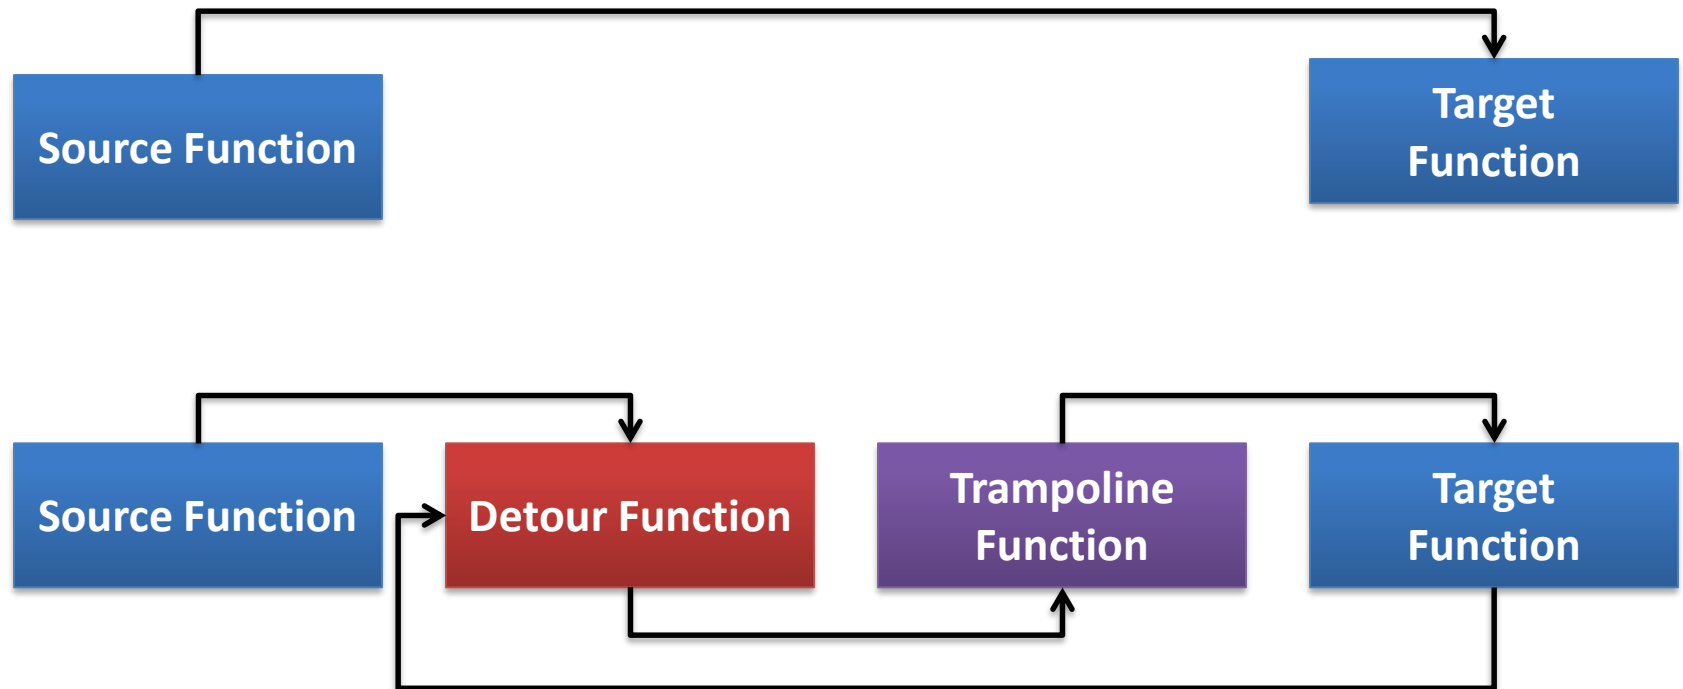 Source Function
Target
Function
Source Function
Detour Function
Trampoline
Function
Target
Function